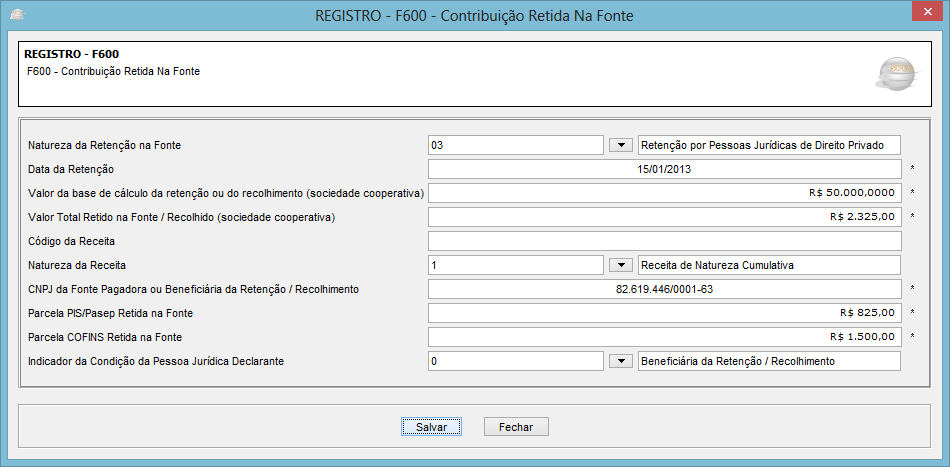 REGISTRO - F600 - Contribuição Retida Na Fonte
REGISTRO - F600
F600 - Contribuição Retida Na Fonte
Natureza da Retenção na Fonte 03 Retenção por Pessoas Jurídicas de Direito Privado
Data da Retenção 15/01/2013 *
Valor da base de cálculo da retenção ou do recolhimento (sociedade cooperativa) R$ 50.000,0000 *
Valor Total Retido na Fonte / Recolhido (sociedade cooperativa) R$ 2.325,00 *
Código da Receita
Natureza da Receita 1 Receita de Natureza Cumulativa
CNPJ da Fonte Pagadora ou Beneficiária da Retenção / Recolhimento 82.619.446/0001-63 *
Parcela PIS/Pasep Retida na Fonte R$ 825,00 *
Parcela COFINS Retida na Fonte R$ 1.500,00 *
Indicador da Condição da Pessoa Jurídica Declarante 0 Beneficiária da Retenção / Recolhimento
Salvar Fechar